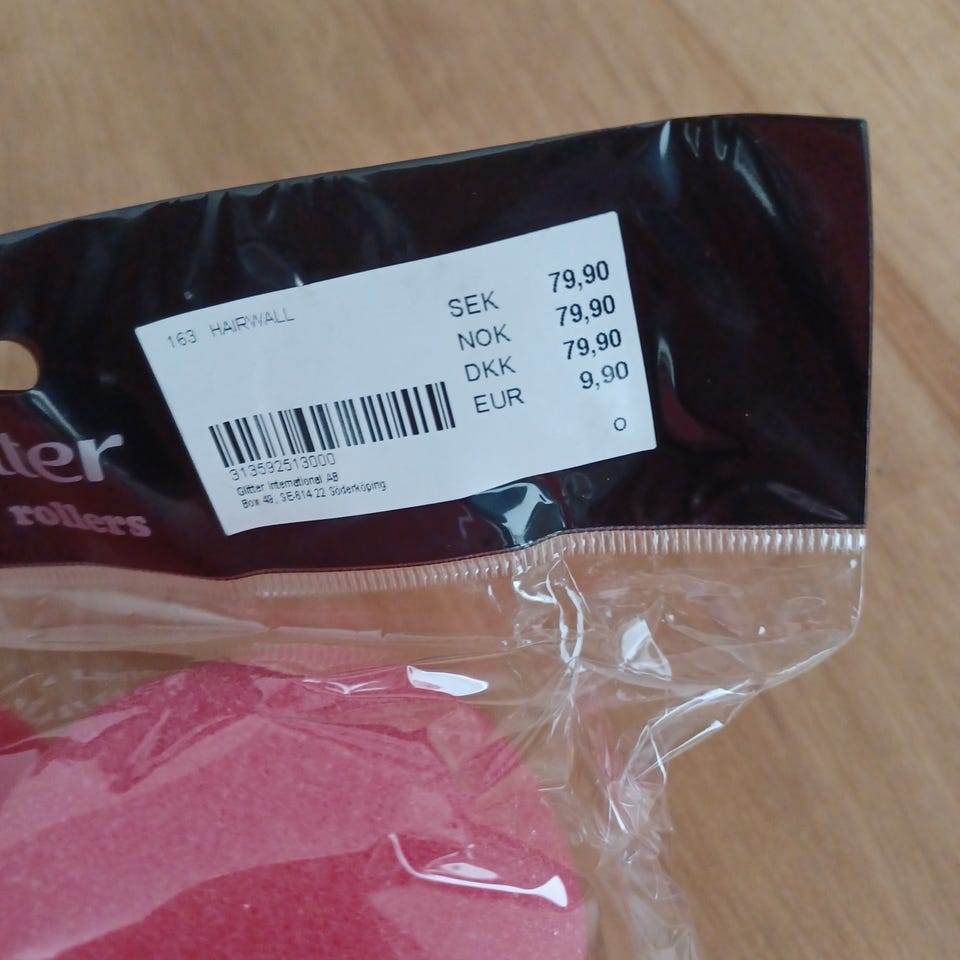 163 HAIRWALL
SEK 79,90
NOK 79,90
DKK 79,90
EUR 9,90
O
313592513000
Glitter International AB
Box 49, SE-614 22 Söderköping
tter
rollers